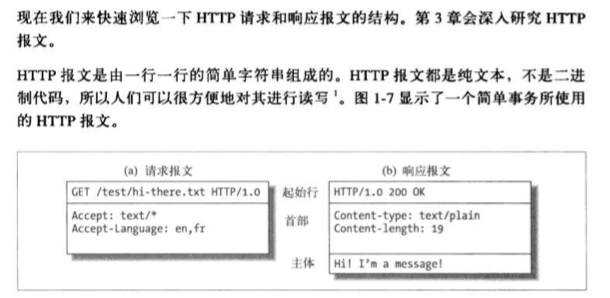 现在我们来快速浏览一下 HTTP 请求和响应报文的结构。第 3 章会深入研究 HTTP
报文。
HTTP 报文是由一行一行的简单字符串组成的。HTTP 报文都是纯文本，不是二进
制代码，所以人们可以很方便地对其进行读写 1。图 1-7 显示了一个简单事务所使用
的 HTTP 报文。
(a) 请求报文
(b) 响应报文
GET /test/hi-there.txt HTTP/1.0
起始行
HTTP/1.0 200 OK
Accept: text/*
Accept-Language: en,fr
首部
Content-type: text/plain
Content-length: 19
主体
Hi! I'm a message!